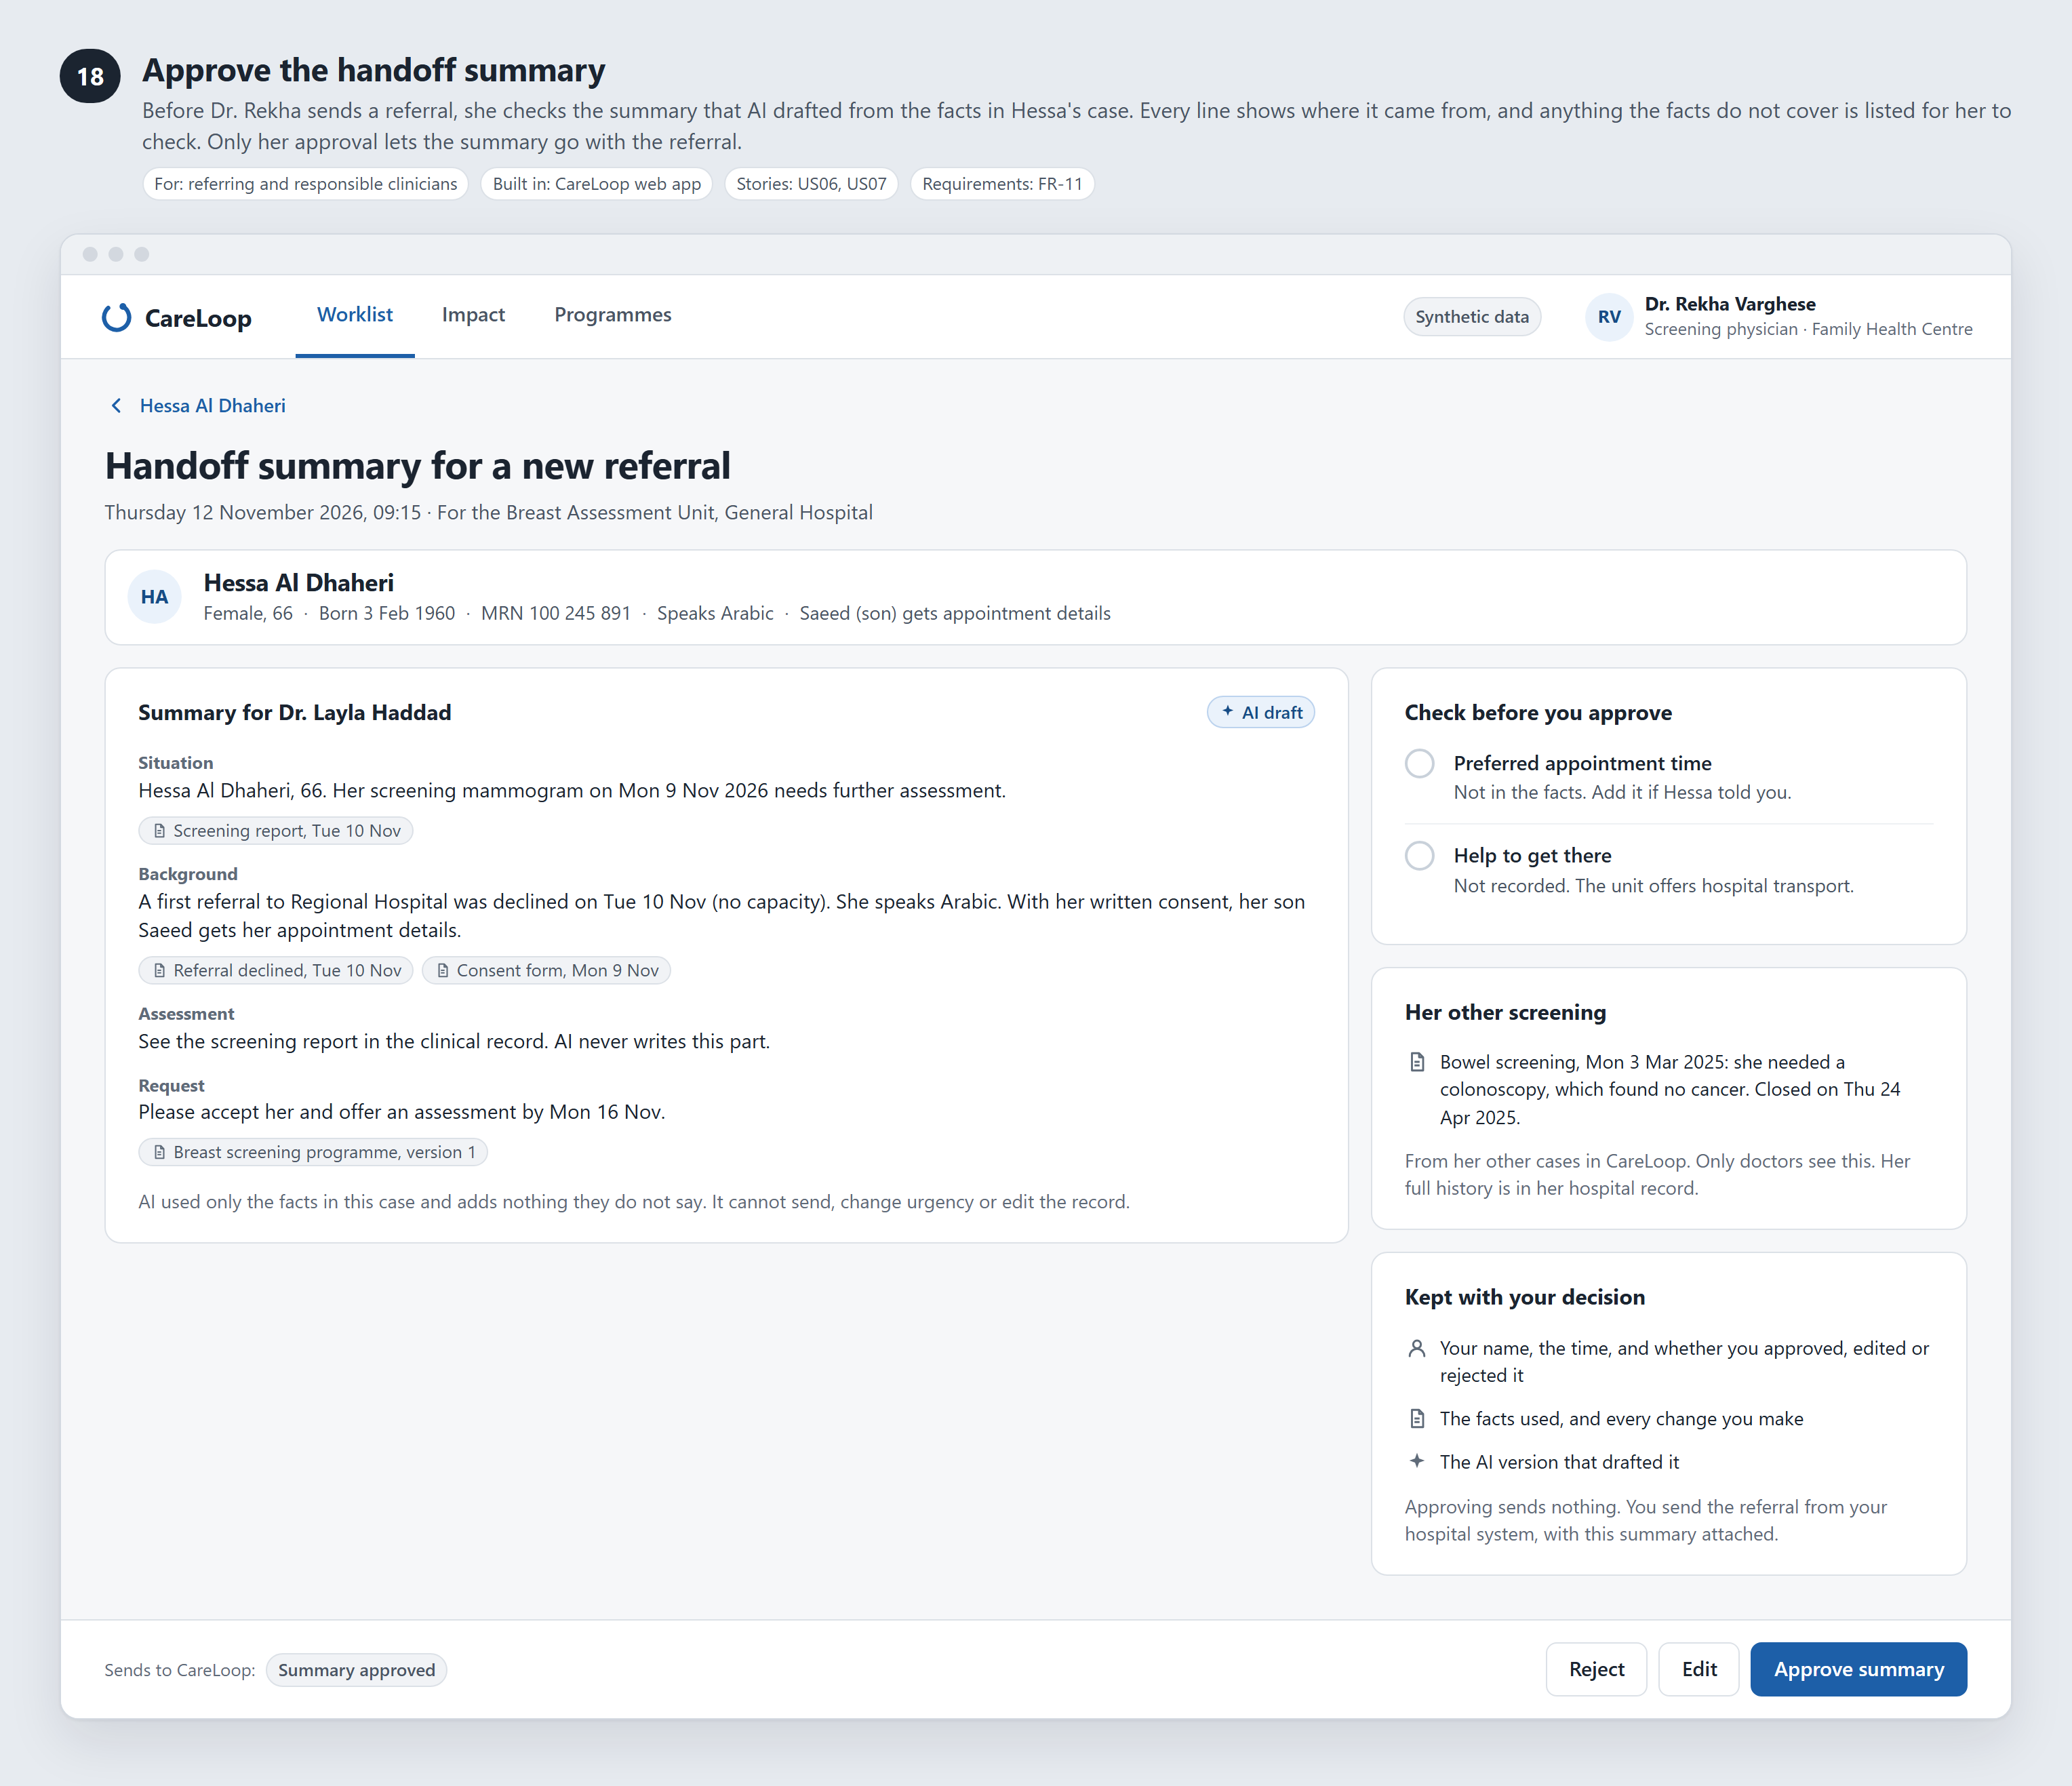 18
Approve the handoff summary
Before Dr. Rekha sends a referral, she checks the summary that AI drafted from the facts in Hessa's case. Every line shows where it came from, and anything the facts do not cover is listed for her to
check. Only her approval lets the summary go with the referral.
For: referring and responsible clinicians
Built in: CareLoop web app
Stories: US06, US07
Requirements: FR-11
CareLoop
Worklist
Impact
Programmes
Synthetic data
RV
Dr. Rekha Varghese
Screening physician · Family Health Centre
Hessa Al Dhaheri
Handoff summary for a new referral
Thursday 12 November 2026, 09:15 · For the Breast Assessment Unit, General Hospital
HA
Hessa Al Dhaheri
Female, 66 · Born 3 Feb 1960 · MRN 100 245 891 · Speaks Arabic · Saeed (son) gets appointment details
Summary for Dr. Layla Haddad
AI draft
Situation
Hessa Al Dhaheri, 66. Her screening mammogram on Mon 9 Nov 2026 needs further assessment.
Screening report, Tue 10 Nov
Background
A first referral to Regional Hospital was declined on Tue 10 Nov (no capacity). She speaks Arabic. With her written consent, her son
Saeed gets her appointment details.
Referral declined, Tue 10 Nov
Consent form, Mon 9 Nov
Assessment
See the screening report in the clinical record. AI never writes this part.
Request
Please accept her and offer an assessment by Mon 16 Nov.
Breast screening programme, version 1
AI used only the facts in this case and adds nothing they do not say. It cannot send, change urgency or edit the record.
Check before you approve
Preferred appointment time
Not in the facts. Add it if Hessa told you.
Help to get there
Not recorded. The unit offers hospital transport.
Her other screening
Bowel screening, Mon 3 Mar 2025: she needed a
colonoscopy, which found no cancer. Closed on Thu 24
Apr 2025.
From her other cases in CareLoop. Only doctors see this. Her
full history is in her hospital record.
Kept with your decision
Your name, the time, and whether you approved, edited or
rejected it
The facts used, and every change you make
The AI version that drafted it
Approving sends nothing. You send the referral from your
hospital system, with this summary attached.
Sends to CareLoop:
Summary approved
Reject
Edit
Approve summary